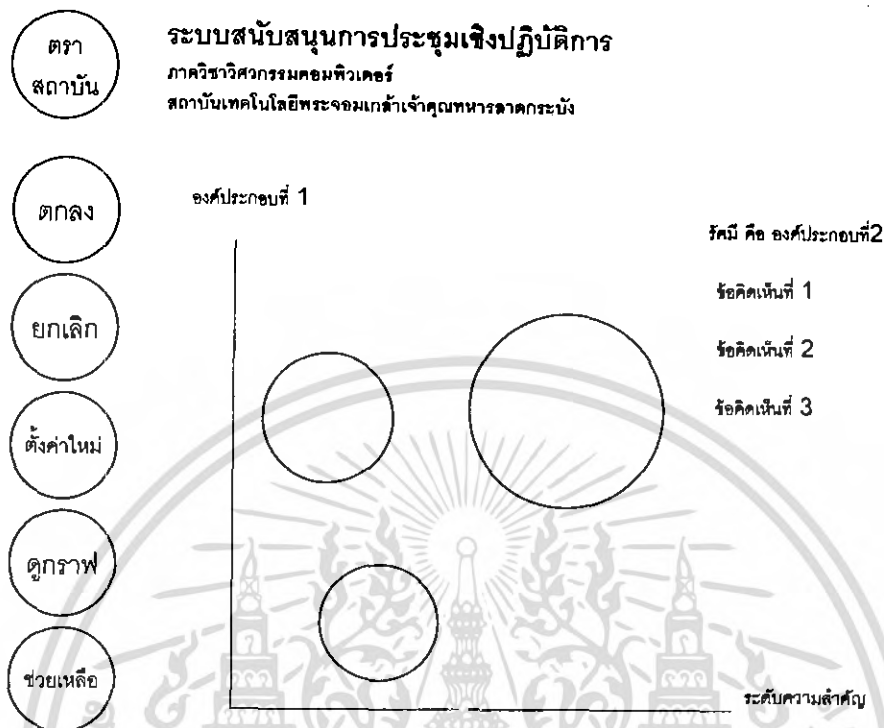 ตรา
สถาบัน
ระบบสนับสนุนการประชุมเชิงปฏิบัติการ
ภาควิชาวิศวกรรมคอมพิวเตอร์
สถาบันเทคโนโลยีพระจอมเกล้าเจ้าคุณทหารลาดกระบัง
ตกลง
ยกเลิก
ตั้งค่าใหม่
ดูกราฟ
ช่วยเหลือ
องค์ประกอบที่ 1
รัศมี คือ องค์ประกอบที่2
ข้อคิดเห็นที่ 1
ข้อคิดเห็นที่ 2
ข้อคิดเห็นที่ 3
ระดับความสำคัญ